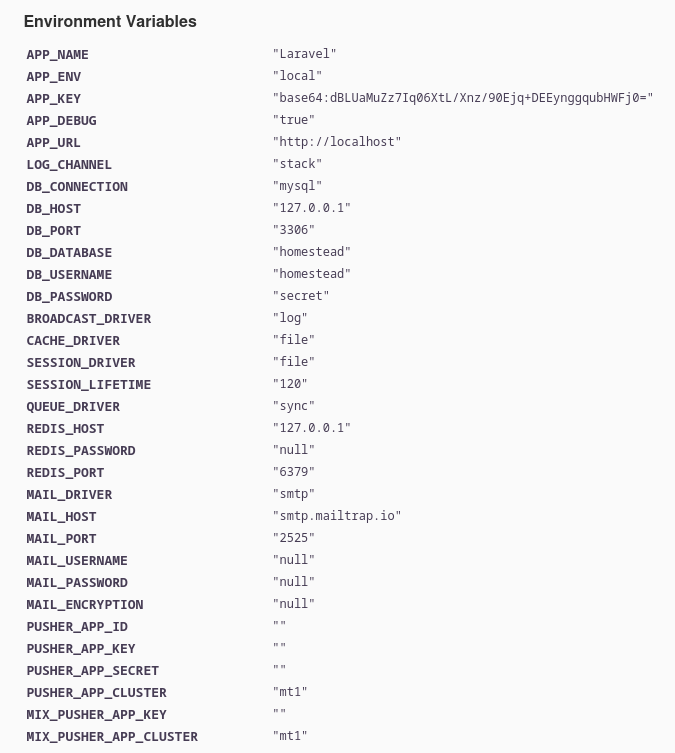 Environment Variables
APP_NAME "Laravel"
APP_ENV "local"
APP_KEY "base64:dBLUaMuZz7Iq06XtL/Xnz/90Ejq+DEEynggqubHWFj0="
APP_DEBUG "true"
APP_URL "http://localhost"
LOG_CHANNEL "stack"
DB_CONNECTION "mysql"
DB_HOST "127.0.0.1"
DB_PORT "3306"
DB_DATABASE "homestead"
DB_USERNAME "homestead"
DB_PASSWORD "secret"
BROADCAST_DRIVER "log"
CACHE_DRIVER "file"
SESSION_DRIVER "file"
SESSION_LIFETIME "120"
QUEUE_DRIVER "sync"
REDIS_HOST "127.0.0.1"
REDIS_PASSWORD "null"
REDIS_PORT "6379"
MAIL_DRIVER "smtp"
MAIL_HOST "smtp.mailtrap.io"
MAIL_PORT "2525"
MAIL_USERNAME "null"
MAIL_PASSWORD "null"
MAIL_ENCRYPTION "null"
PUSHER_APP_ID ""
PUSHER_APP_KEY ""
PUSHER_APP_SECRET ""
PUSHER_APP_CLUSTER "mt1"
MIX_PUSHER_APP_KEY ""
MIX_PUSHER_APP_CLUSTER "mt1"